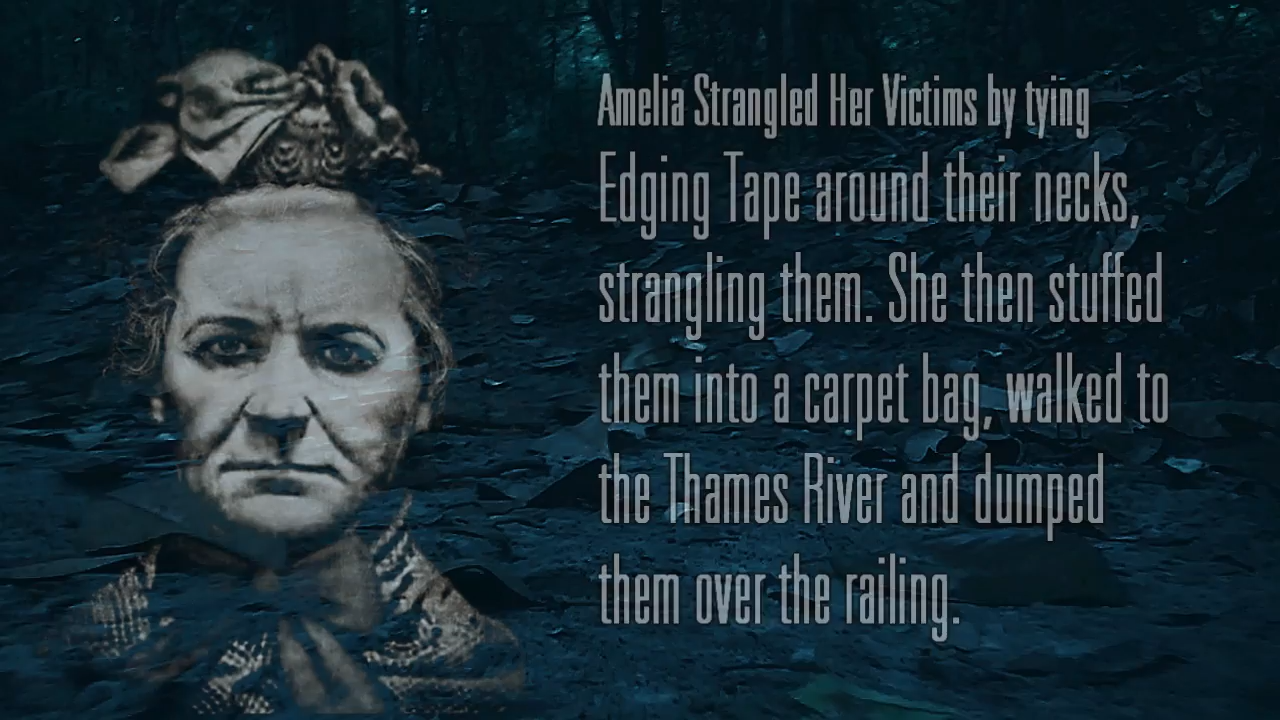 Amelia Strangled Her Victims by tying
Edging Tape around their necks,
strangling them. She then stuffed
them into a carpet bag, walked to
the Thames River and dumped
them over the railing.